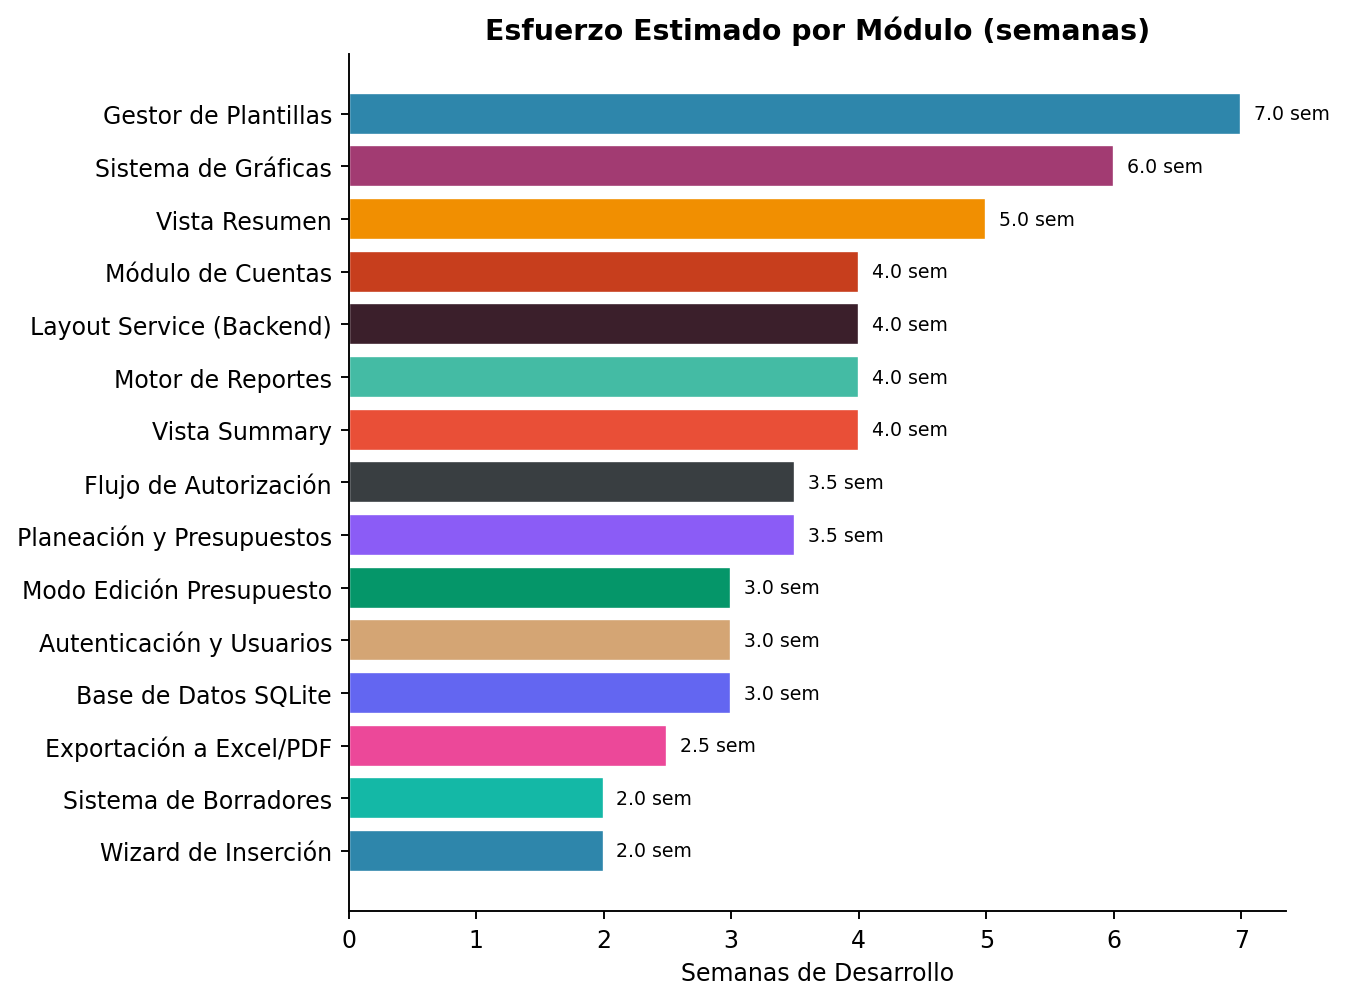 Esfuerzo Estimado por Módulo (semanas)
Gestor de Plantillas 7.0 sem
Sistema de Gráficas 6.0 sem
Vista Resumen 5.0 sem
Módulo de Cuentas 4.0 sem
Layout Service (Backend) 4.0 sem
Motor de Reportes 4.0 sem
Vista Summary 4.0 sem
Flujo de Autorización 3.5 sem
Planeación y Presupuestos 3.5 sem
Modo Edición Presupuesto 3.0 sem
Autenticación y Usuarios 3.0 sem
Base de Datos SQLite 3.0 sem
Exportación a Excel/PDF 2.5 sem
Sistema de Borradores 2.0 sem
Wizard de Inserción 2.0 sem
0 1 2 3 4 5 6 7
Semanas de Desarrollo